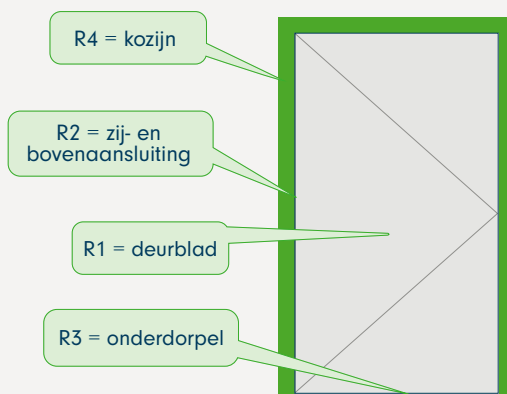 R4 = kozijn
R2 = zij- en
bovenaansluiting
R1 = deurblad
R3 = onderdorpel